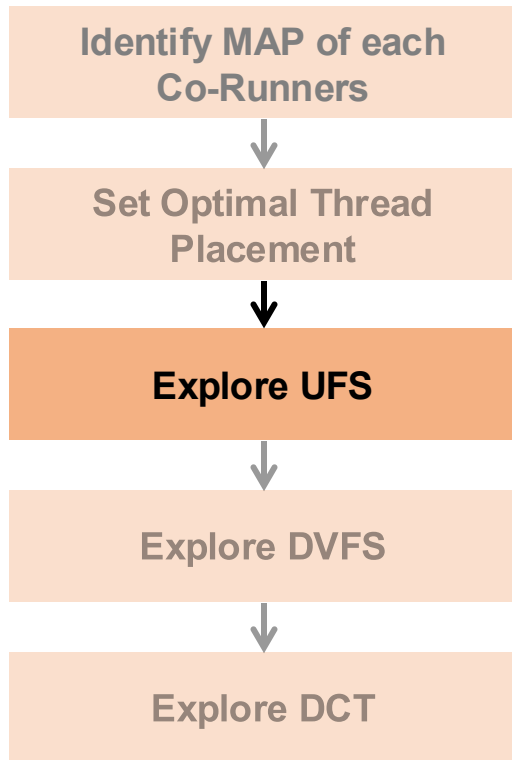 Identify MAP of each
Co-Runners
Set Optimal Thread
Placement
Explore UFS
Explore DVFS
Explore DCT